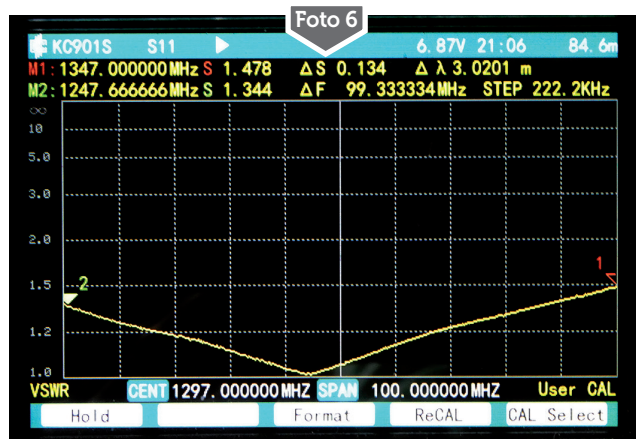 Foto 6
KC901S S11 6.87V 21:06 84.6m
M1:1347.000000MHz S 1.478 ΔS 0.134 Δλ 3.0201 m
M2:1247.666666MHz S 1.344 ΔF 99.333334MHz STEP 222.2KHz
∞
10
5.0
3.0
2.0
1
1.5 2
1.2
1.0
VSWR CENT 1297.000000MHZ SPAN 100.000000MHZ User CAL
Hold Format ReCAL CAL Select